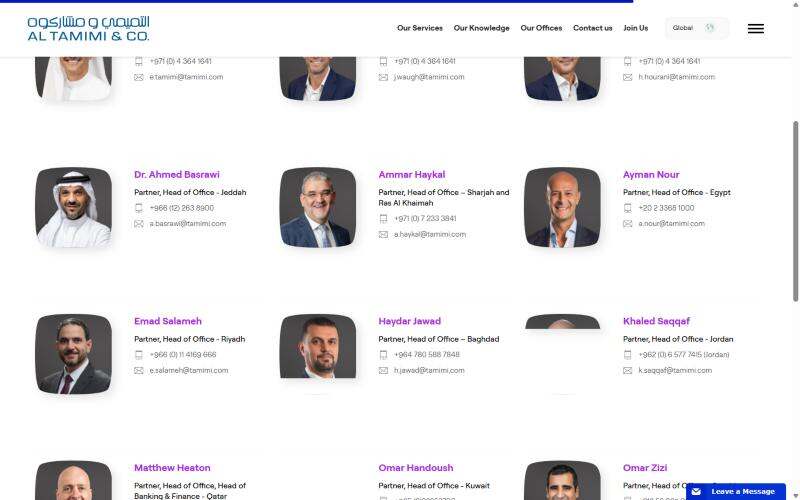 التميمي و مشاركوه
AL TAMIMI & CO.
Our Services
Our Knowledge
Our Offices
Contact us
Join Us
Global
+971 (0) 4 364 1641
e.tamimi@tamimi.com
+971 (0) 4 364 1641
j.waugh@tamimi.com
+971 (0) 4 364 1641
h.hourani@tamimi.com
Dr. Ahmed Basrawi
Partner, Head of Office - Jeddah
+966 (12) 263 8900
a.basrawi@tamimi.com
Ammar Haykal
Partner, Head of Office – Sharjah and
Ras Al Khaimah
+971 (0) 7 233 3841
a.haykal@tamimi.com
Ayman Nour
Partner, Head of Office - Egypt
+20 2 3368 1000
a.nour@tamimi.com
Emad Salameh
Partner, Head of Office - Riyadh
+966 (0) 11 4169 666
e.salameh@tamimi.com
Haydar Jawad
Partner, Head of Office – Baghdad
+964 780 588 7848
h.jawad@tamimi.com
Khaled Saqqaf
Partner, Head of Office - Jordan
+962 (0) 6 577 7415 (Jordan)
k.saqqaf@tamimi.com
Matthew Heaton
Partner, Head of Office, Head of
Banking & Finance - Qatar
Omar Handoush
Partner, Head of Office - Kuwait
Omar Zizi
Partner, Head of
Leave a Message